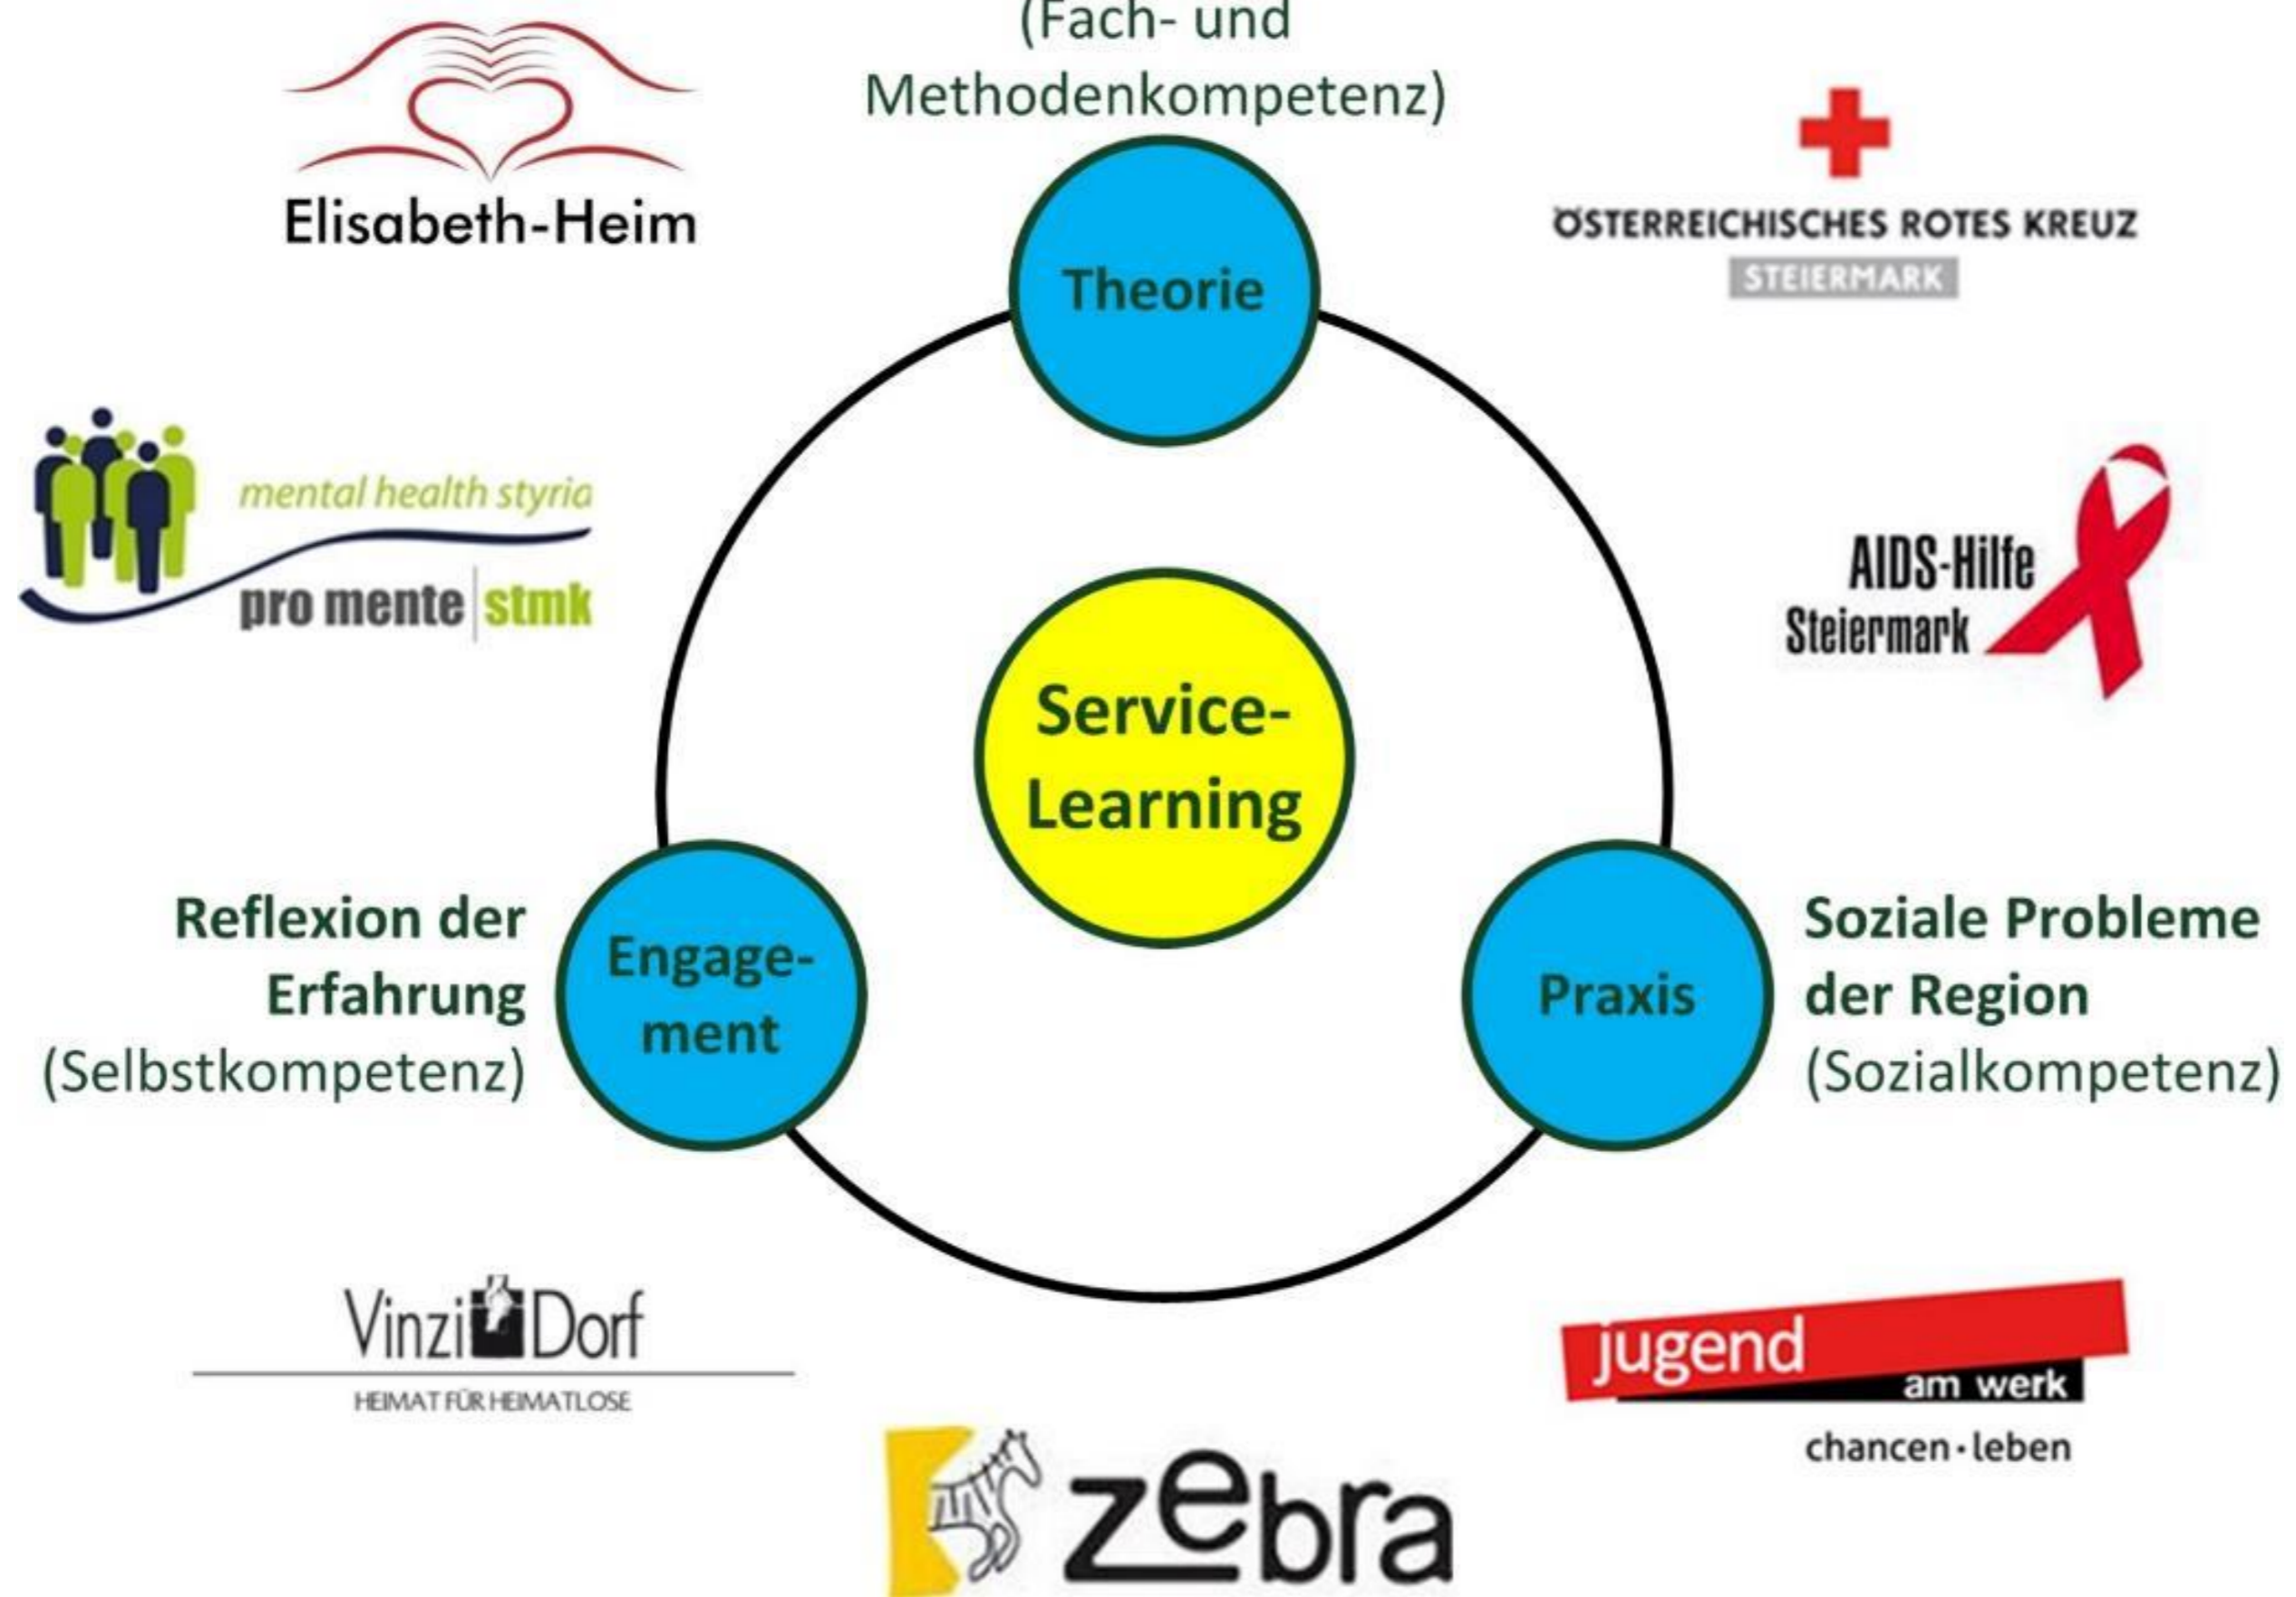 (Fach- und
Methodenkompetenz)
Elisabeth-Heim
ÖSTERREICHISCHES ROTES KREUZ
STEIERMARK
Theorie
mental health styria
pro mente stmk
AIDS-Hilfe
Steiermark
Service-
Learning
Reflexion der
Erfahrung
(Selbstkompetenz)
Engage-
ment
Praxis
Soziale Probleme
der Region
(Sozialkompetenz)
VinziDorf
HEIMAT FÜR HEIMATLOSE
jugend
am werk
chancen·leben
zebra